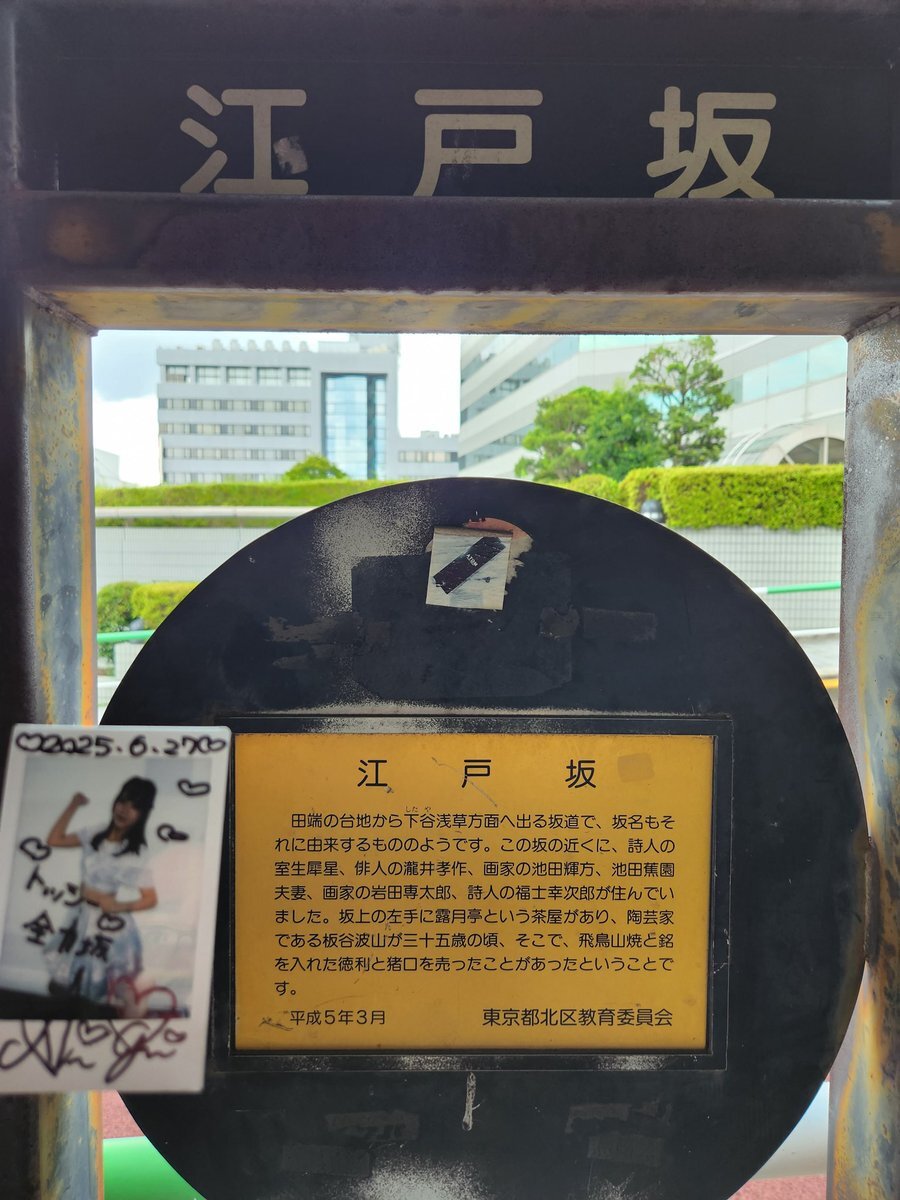 江戸坂
江戸坂
田端の台地から下谷浅草方面へ出る坂道で、坂名もそ
れに由来するもののようです。この坂の近くに、詩人の
室生犀星、俳人の瀧井孝作、画家の池田輝方、池田蕉園
夫妻、画家の岩田専太郎、詩人の福士幸次郎が住んでい
ました。坂上の左手に露月亭という茶屋があり、陶芸家
である板谷波山が三十五歳の頃、そこで、飛鳥山焼と銘
を入れた徳利と猪口を売ったことがあったということで
す。
平成5年3月 東京都北区教育委員会
2025.6.27
全力坂